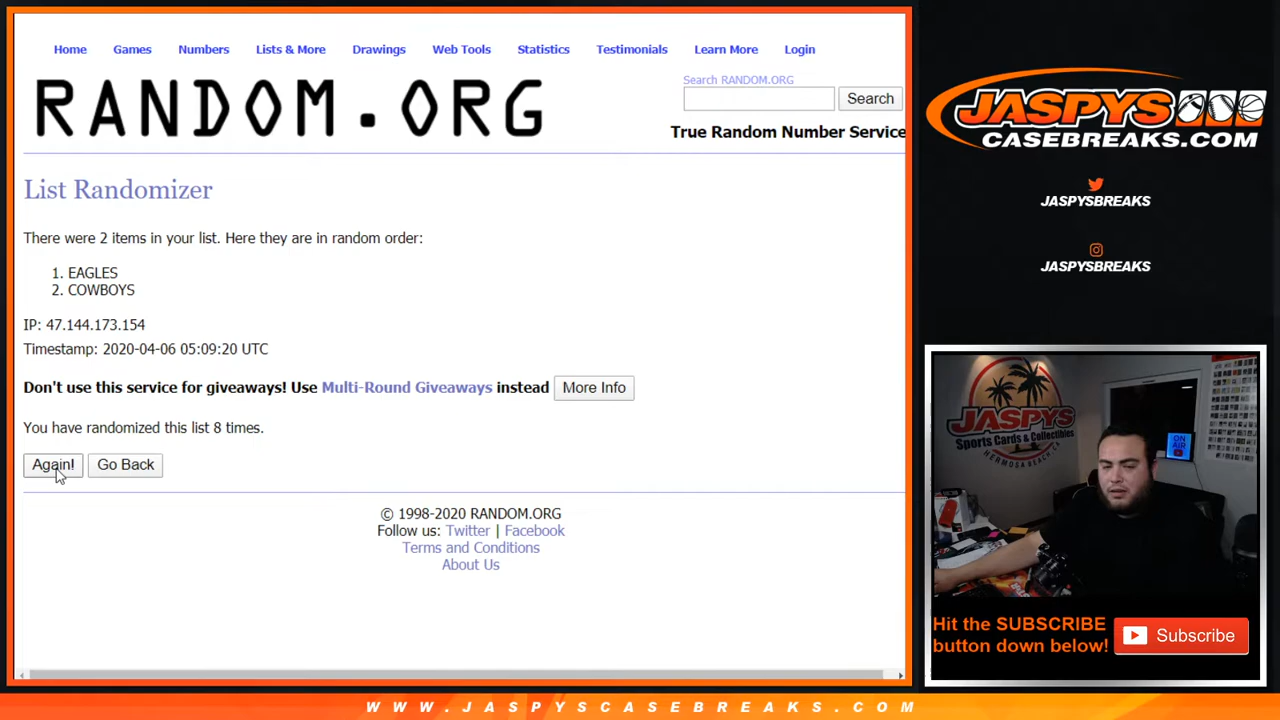 Home Games Numbers Lists & More Drawings Web Tools Statistics Testimonials Learn More Login
RANDOM.ORG
Search RANDOM.ORG
Search
True Random Number Service
List Randomizer
There were 2 items in your list. Here they are in random order:
1. EAGLES
2. COWBOYS
IP: 47.144.173.154
Timestamp: 2020-04-06 05:09:20 UTC
Don't use this service for giveaways! Use Multi-Round Giveaways instead More Info
You have randomized this list 8 times.
Again! Go Back
© 1998-2020 RANDOM.ORG
Follow us: Twitter | Facebook
Terms and Conditions
About Us
JASPYS
CASEBREAKS.COM
JASPYSBREAKS
JASPYSBREAKS
JASPYS
Sports Cards & Collectibles
HERMOSA BEACH CA
ON AIR
Hit the SUBSCRIBE
button down below!
Subscribe
WWW.JASPYSCASEBREAKS.COM